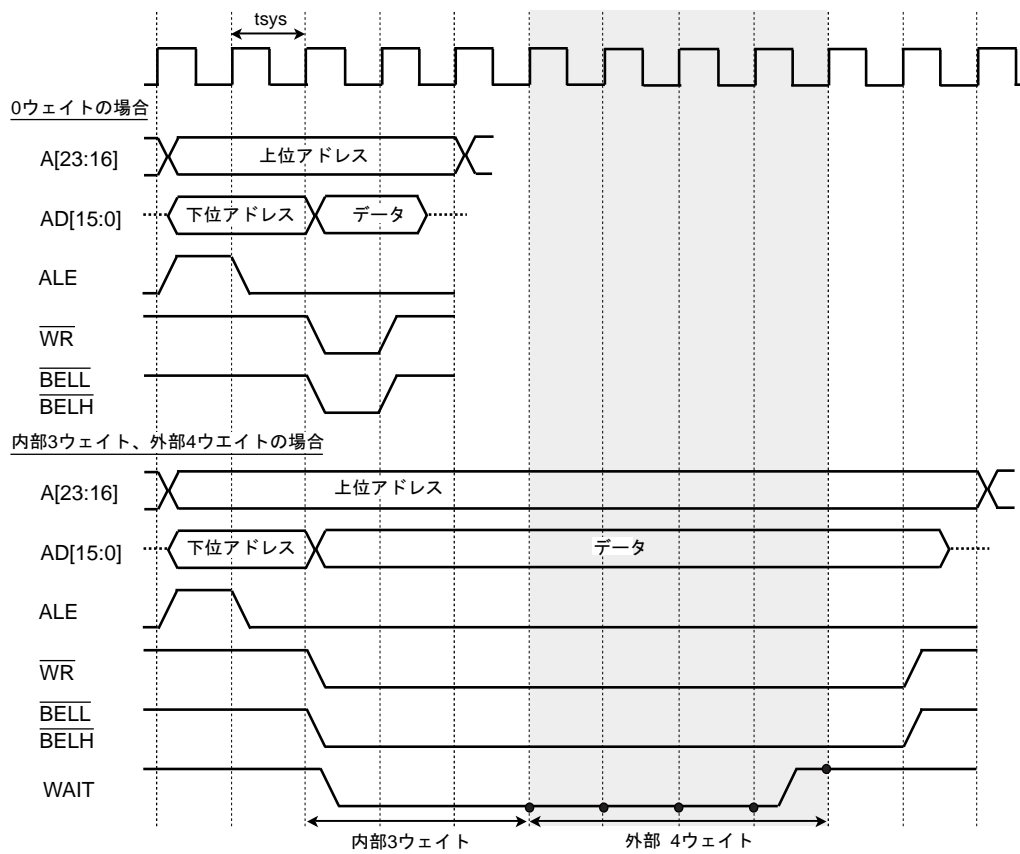 tsys
0ウェイトの場合
A[23:16]
上位アドレス
AD[15:0]
下位アドレス
データ
ALE
WR
BELL
BELH
内部3ウェイト、外部4ウエイトの場合
A[23:16]
上位アドレス
AD[15:0]
下位アドレス
データ
ALE
WR
BELL
BELH
WAIT
内部3ウェイト
外部 4ウェイト